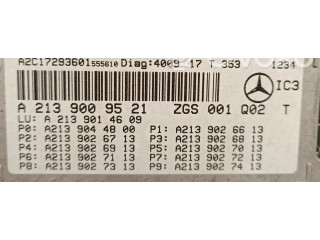 A2C17293601 555610 Diag:4009 17 T 363 1234
IC3
A 213 900 95 21 ZGS 001 Q02 T
LU: A 213 901 46 09
P0: A213 904 48 00 P1: A213 902 66 13
P2: A213 902 67 13 P3: A213 902 68 13
P4: A213 902 69 13 P5: A213 902 70 13
P6: A213 902 71 13 P7: A213 902 72 13
P8: A213 902 73 13 P9: A213 902 74 13